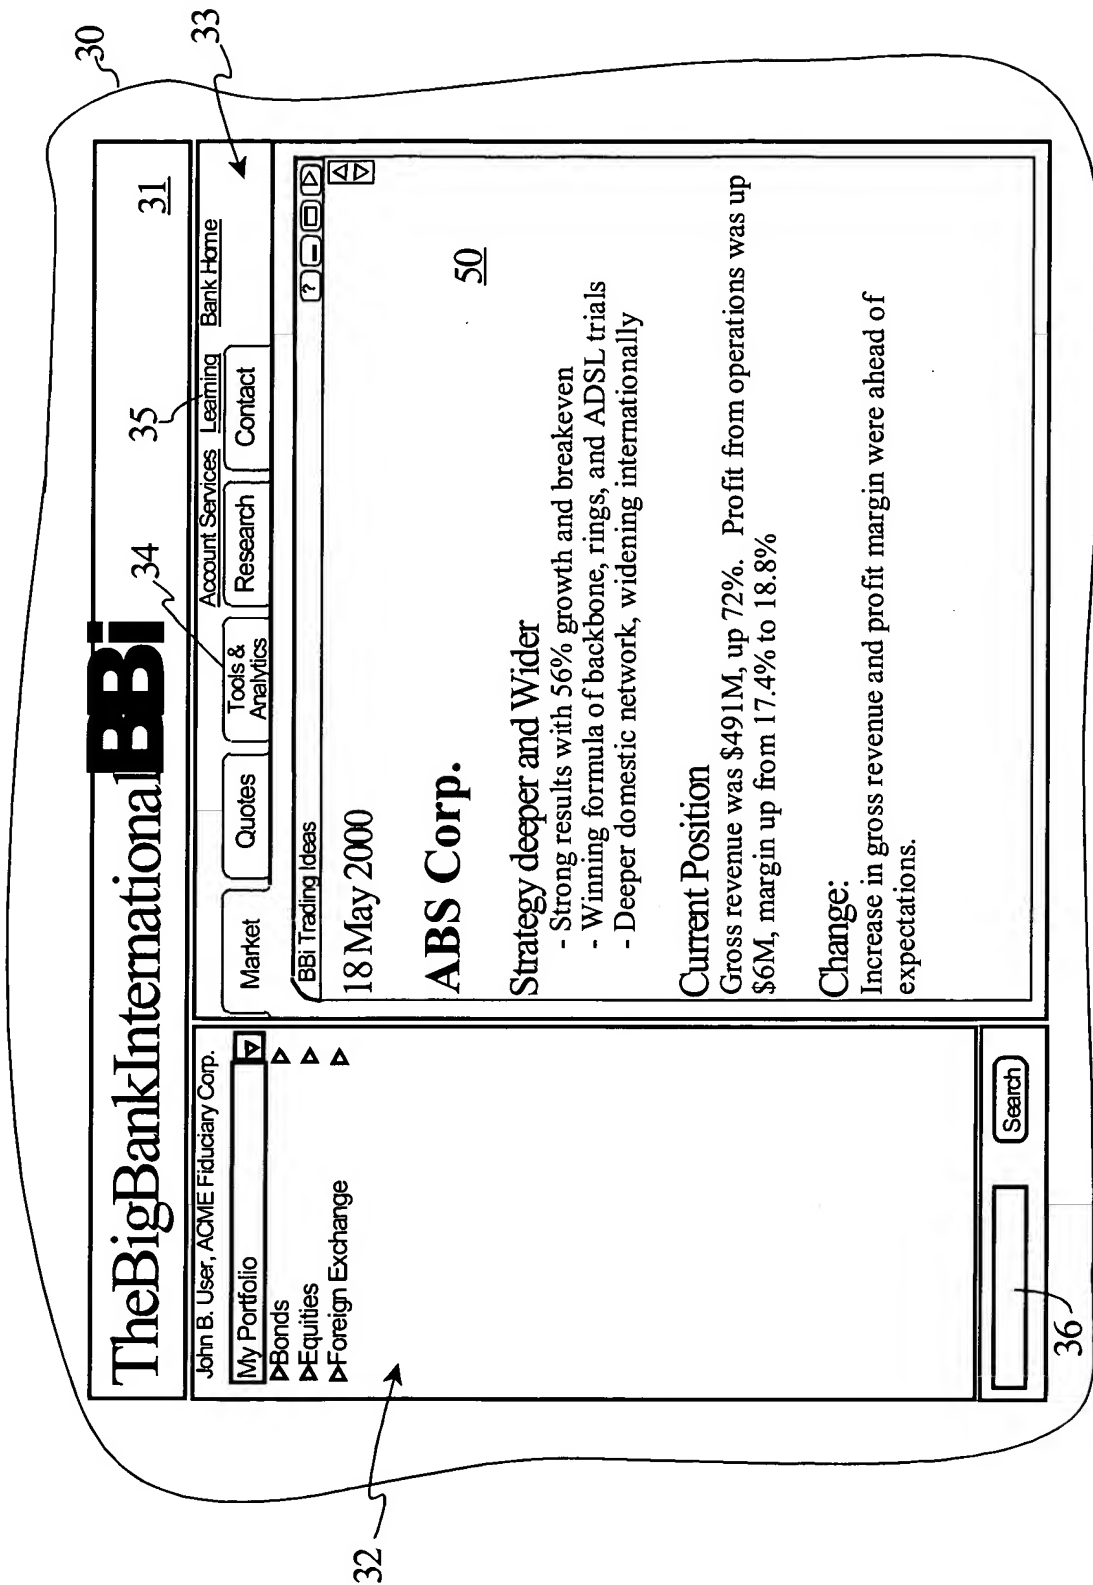 30
TheBigBankInternational BBi
31
33
34
35
John B. User, ACME Fiduciary Corp.
My Portfolio
Bonds
Equities
Foreign Exchange
32
Search
36
Account Services Learning Bank Home
Market Quotes Tools & Analytics Research Contact
BBi Trading Ideas ?
18 May 2000
ABS Corp.
50
Strategy deeper and Wider
- Strong results with 56% growth and breakeven
- Winning formula of backbone, rings, and ADSL trials
- Deeper domestic network, widening internationally
Current Position
Gross revenue was $491M, up 72%. Profit from operations was up
$6M, margin up from 17.4% to 18.8%
Change:
Increase in gross revenue and profit margin were ahead of
expectations.